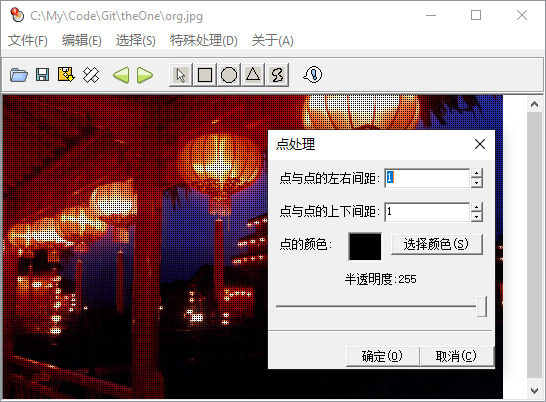 C:\My\Code\Git\theOne\org.jpg
文件(F) 编辑(E) 选择(S) 特殊处理(D) 关于(A)
点处理
点与点的左右间距: 1
点与点的上下间距: 1
点的颜色: 选择颜色(S)
半透明度:255
确定(O) 取消(C)